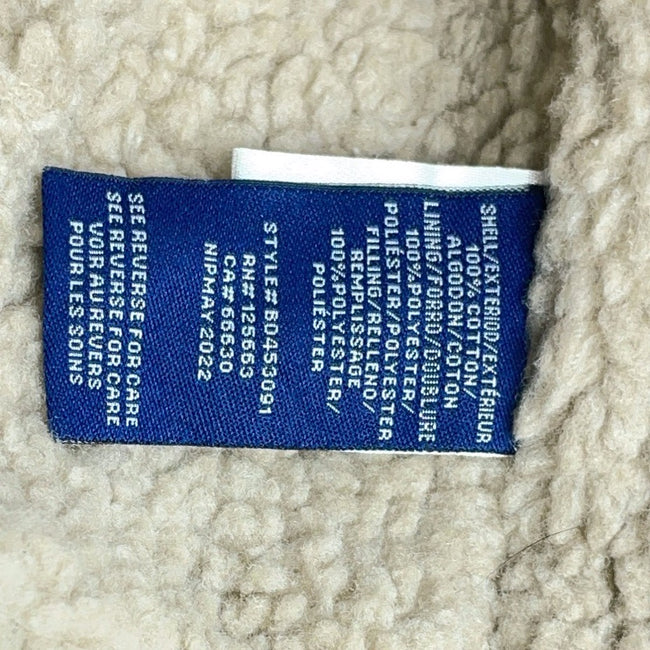 SHELL/EXTERIOR/EXTÉRIEUR
100% COTTON/
ALGODON/COTON
LINING/FORRO/DOUBLURE
100%POLYESTER/
POLIÉSTER/POLYESTER
FILLING/RELLENO/
REMPLISSAGE
100%POLYESTER/
POLIÉSTER
STYLE# 60453091
RN# 125663
CA# 66630
NIPMAY 2022
SEE REVERSE FOR CARE
SEE REVERSE FOR CARE
VOIR AU REVERS
POUR LES SOINS